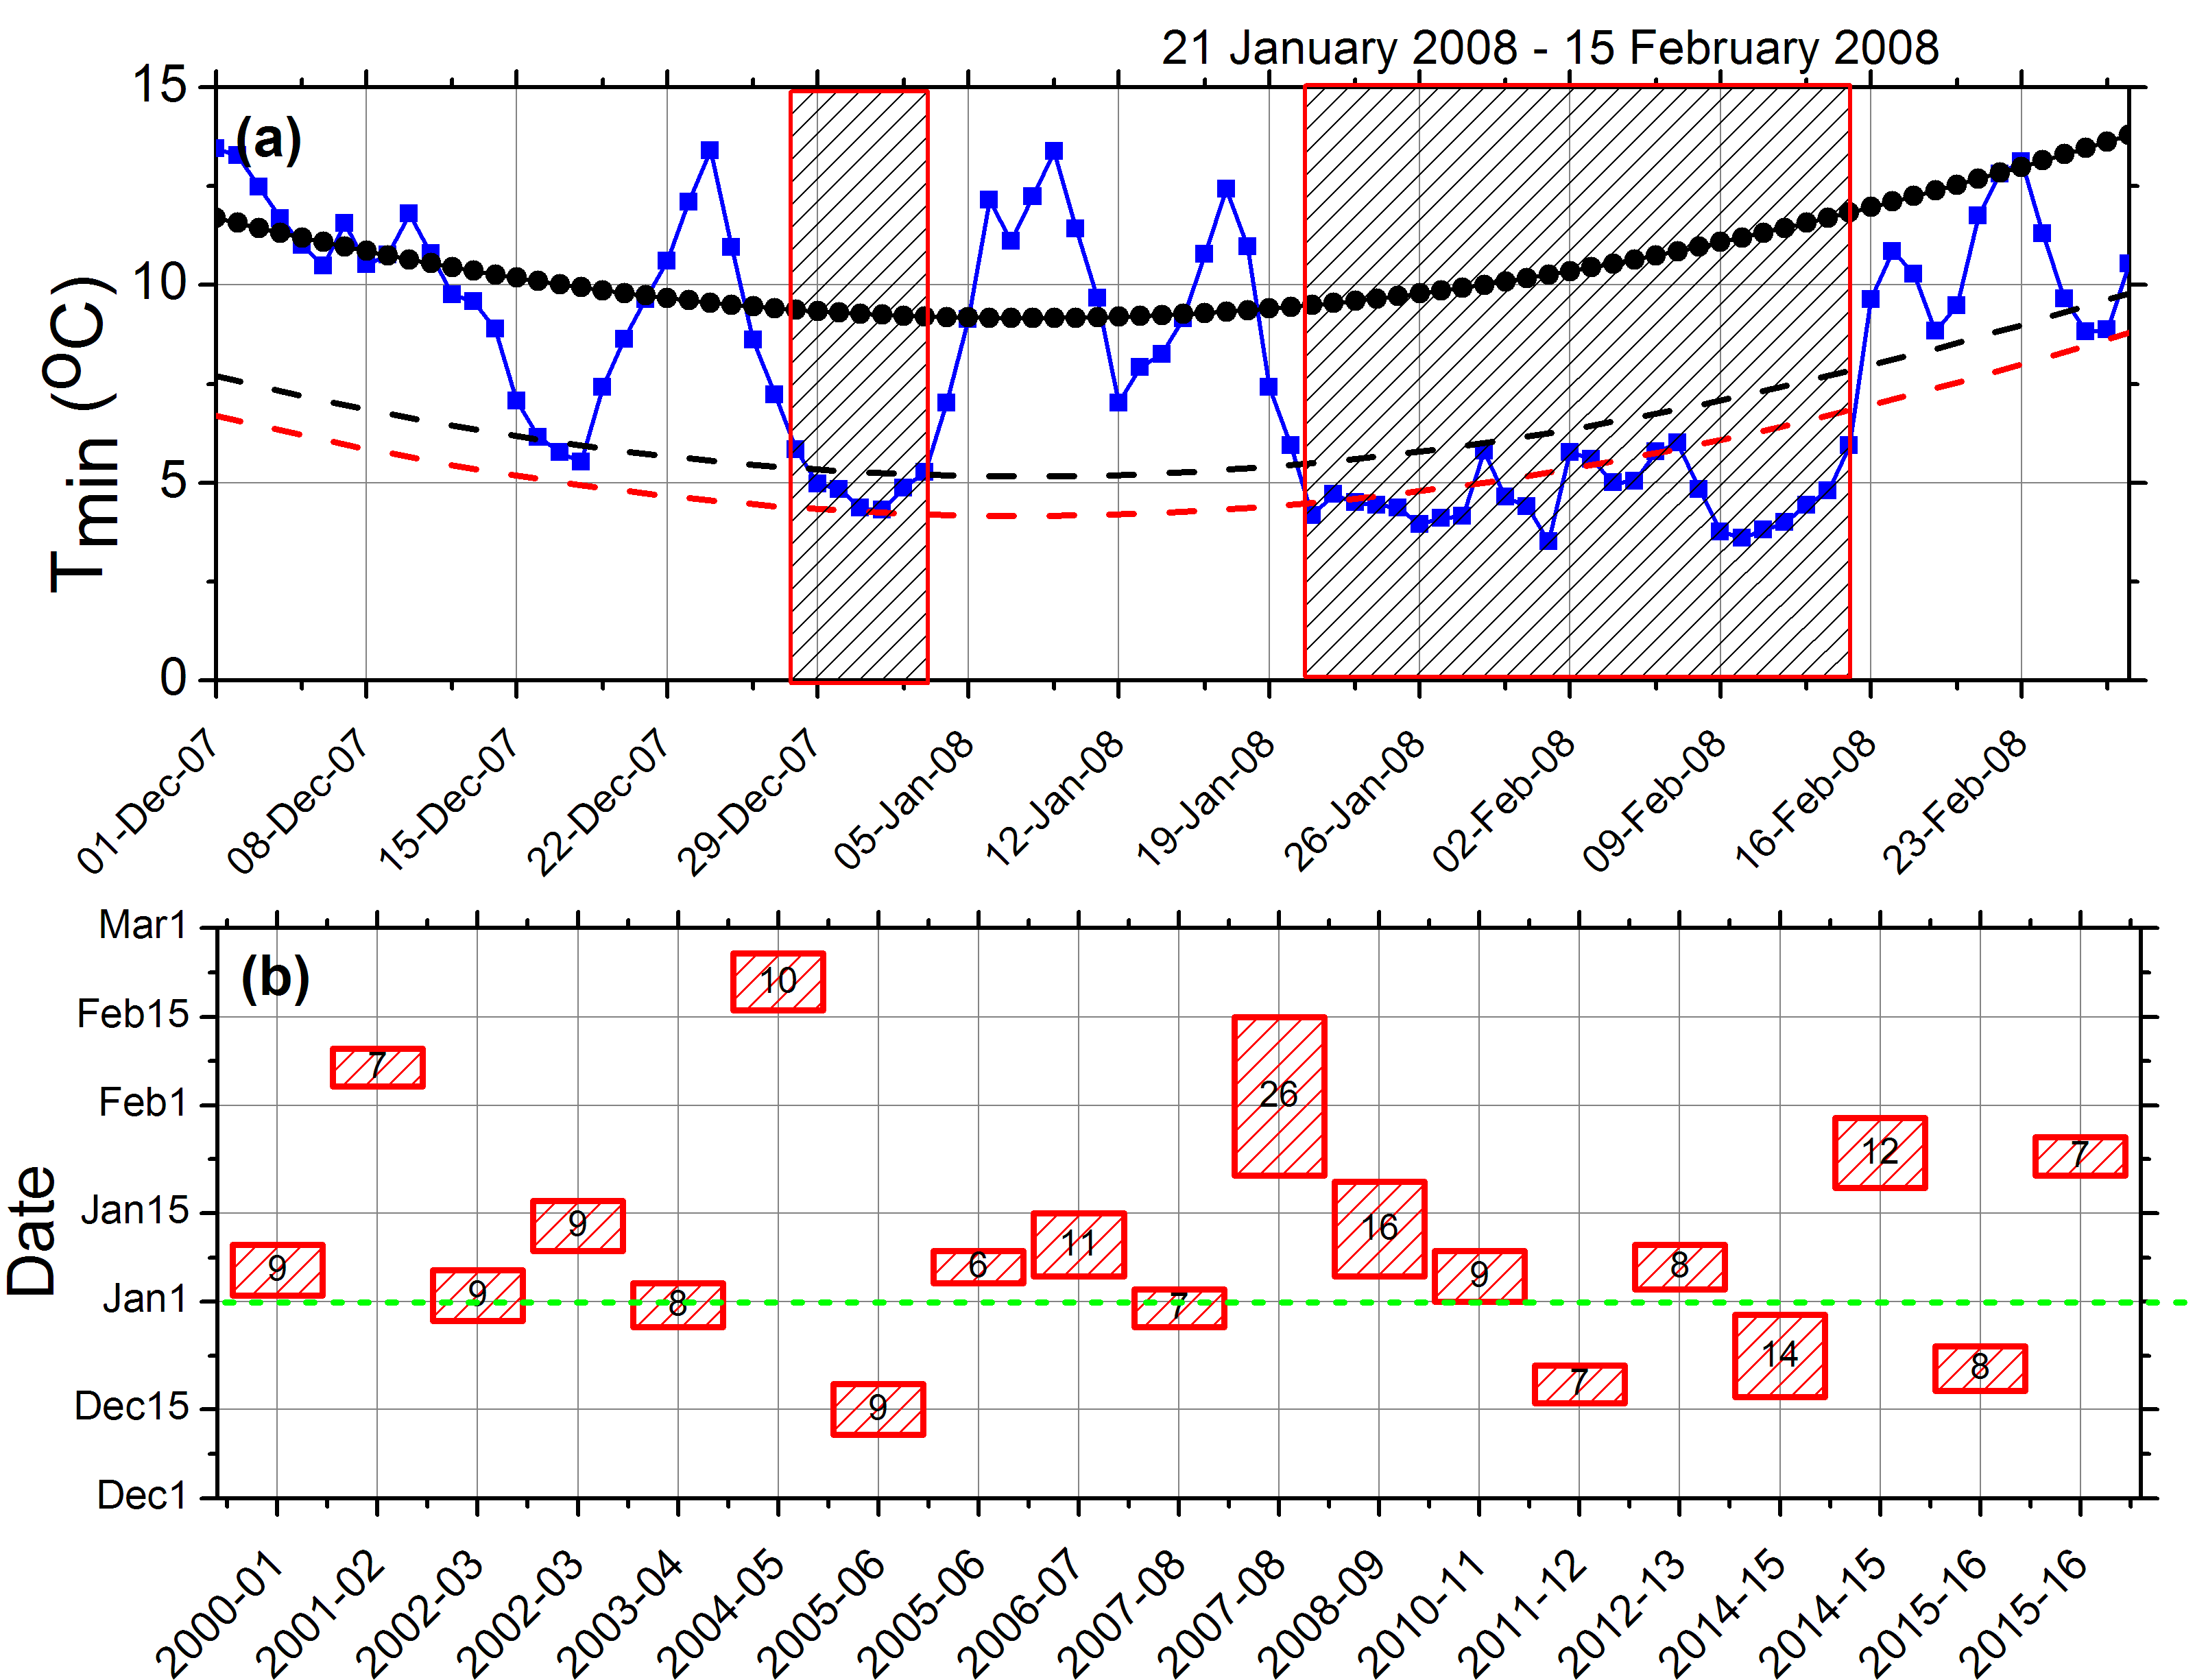 21 January 2008 - 15 February 2008
(a)
Tmin (°C)
15
10
5
0
01-Dec-07
08-Dec-07
15-Dec-07
22-Dec-07
29-Dec-07
05-Jan-08
12-Jan-08
19-Jan-08
26-Jan-08
02-Feb-08
09-Feb-08
16-Feb-08
23-Feb-08
(b)
Date
Mar1
Feb15
Feb1
Jan15
Jan1
Dec15
Dec1
9
7
9
9
8
10
9
6
11
7
26
16
9
7
8
14
12
8
7
2000-01
2001-02
2002-03
2002-03
2003-04
2004-05
2005-06
2005-06
2006-07
2007-08
2007-08
2008-09
2010-11
2011-12
2012-13
2014-15
2014-15
2015-16
2015-16